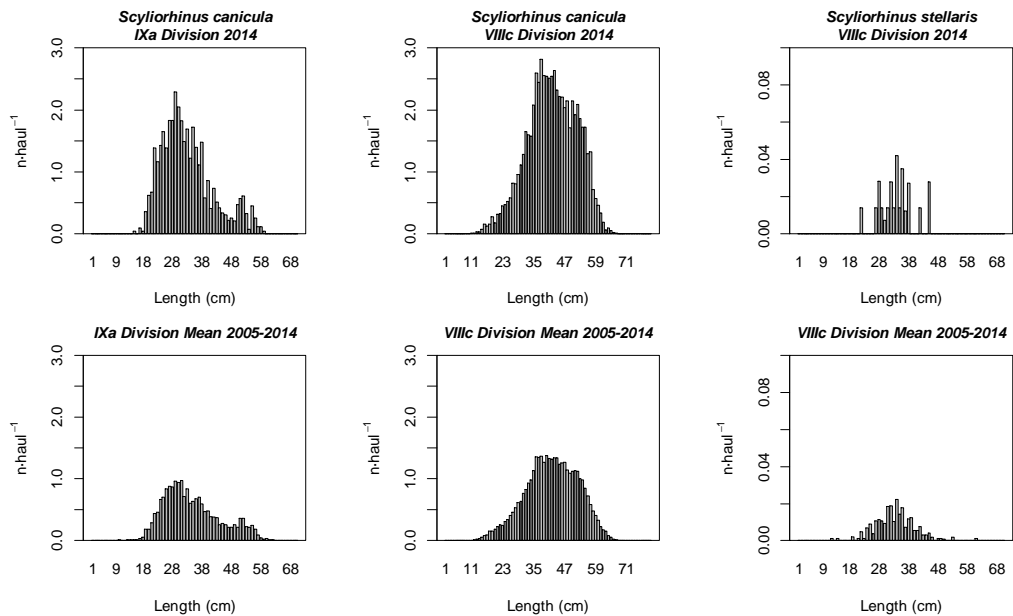 Scyliorhinus canicula
IXa Division 2014
n·haul⁻¹
0.0 1.0 2.0 3.0
1 9 18 28 38 48 58 68
Length (cm)
Scyliorhinus canicula
VIIIc Division 2014
n·haul⁻¹
0.0 1.0 2.0 3.0
1 11 23 35 47 59 71
Length (cm)
Scyliorhinus stellaris
VIIIc Division 2014
n·haul⁻¹
0.00 0.04 0.08
1 9 18 28 38 48 58 68
Length (cm)
IXa Division Mean 2005-2014
n·haul⁻¹
0.0 1.0 2.0 3.0
1 9 18 28 38 48 58 68
Length (cm)
VIIIc Division Mean 2005-2014
n·haul⁻¹
0.0 1.0 2.0 3.0
1 11 23 35 47 59 71
Length (cm)
VIIIc Division Mean 2005-2014
n·haul⁻¹
0.00 0.04 0.08
1 9 18 28 38 48 58 68
Length (cm)